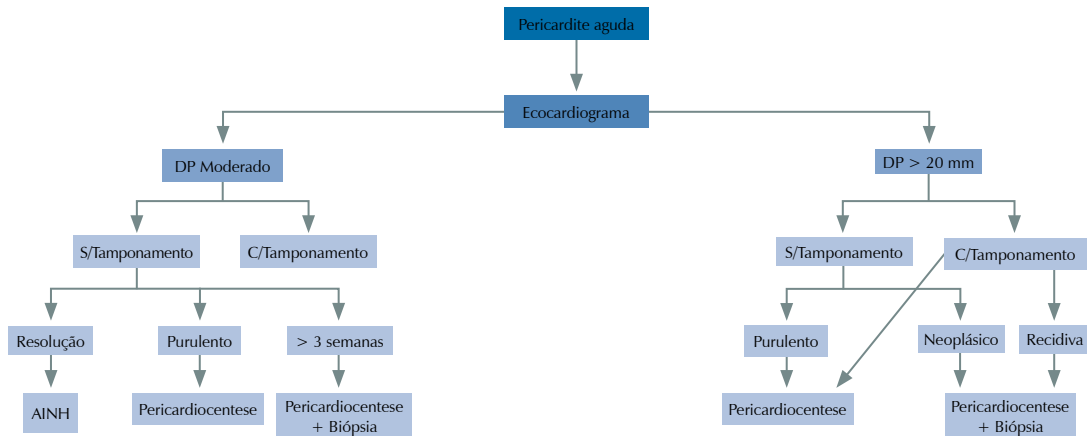 Pericardite aguda
Ecocardiograma
DP Moderado
DP > 20 mm
S/Tamponamento
C/Tamponamento
S/Tamponamento
C/Tamponamento
Resolução
Purulento
> 3 semanas
Purulento
Neoplásico
Recidiva
AINH
Pericardiocentese
Pericardiocentese
+ Biópsia
Pericardiocentese
Pericardiocentese
+ Biópsia